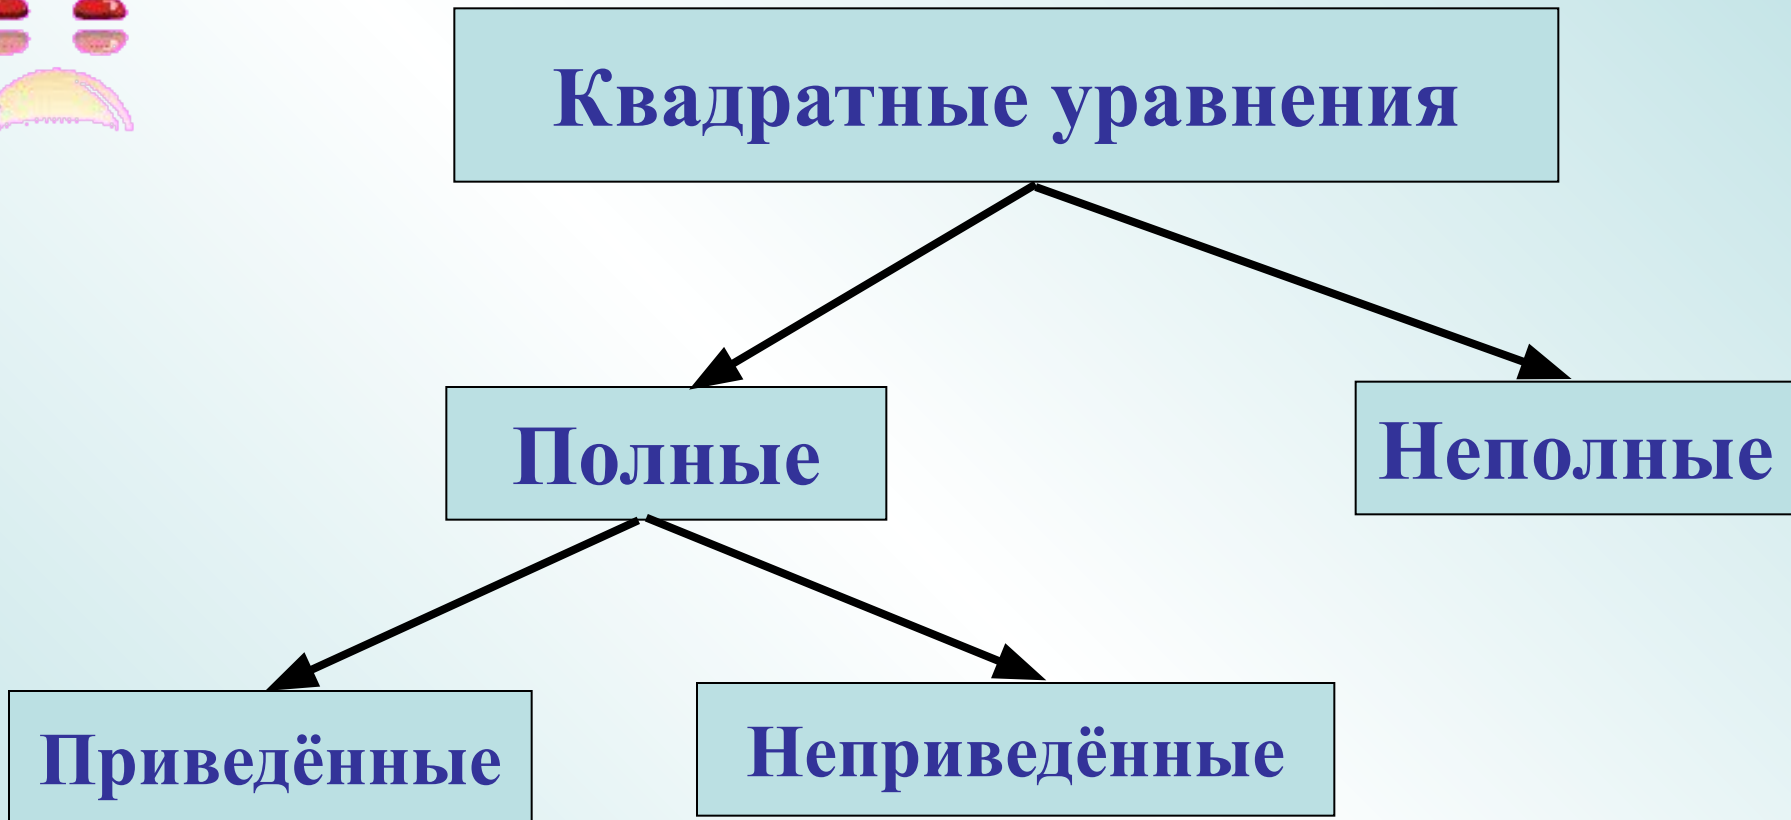 Квадратные уравнения
Полные
Неполные
Приведённые
Неприведённые